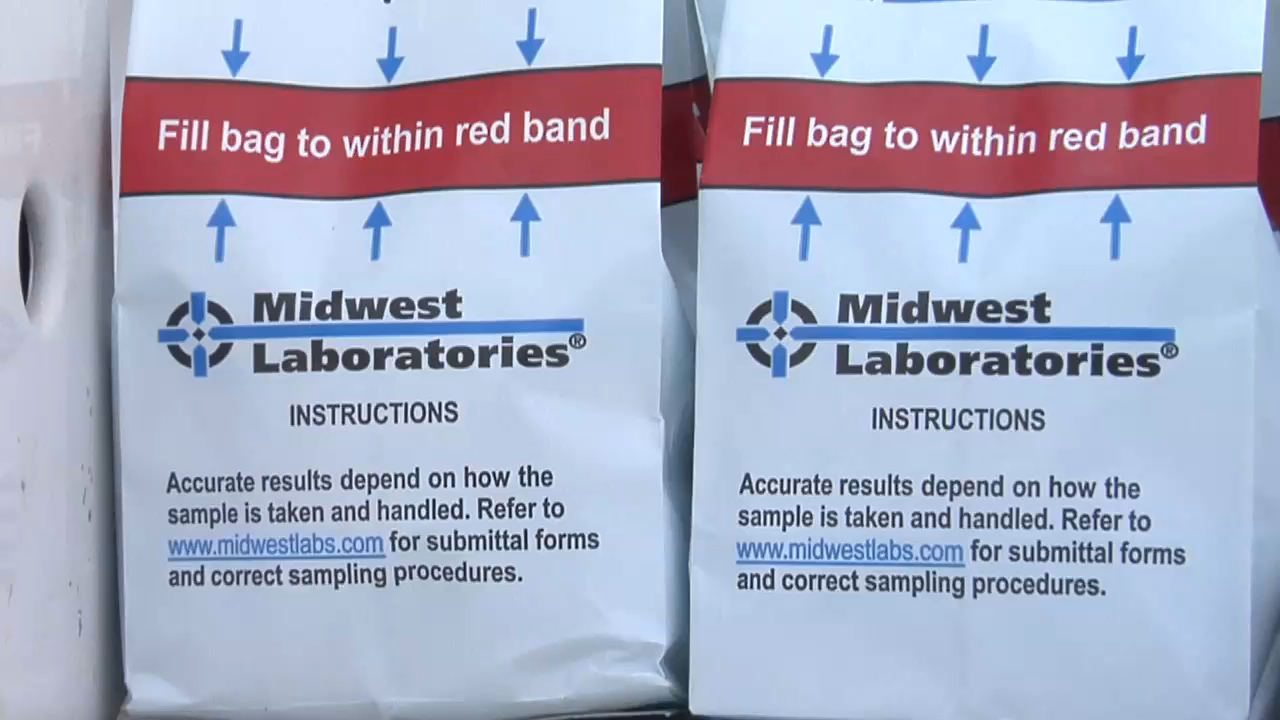 Fill bag to within red band
Midwest
Laboratories®
INSTRUCTIONS
Accurate results depend on how the
sample is taken and handled. Refer to
www.midwestlabs.com for submittal forms
and correct sampling procedures.
Fill bag to within red band
Midwest
Laboratories®
INSTRUCTIONS
Accurate results depend on how the
sample is taken and handled. Refer to
www.midwestlabs.com for submittal forms
and correct sampling procedures.